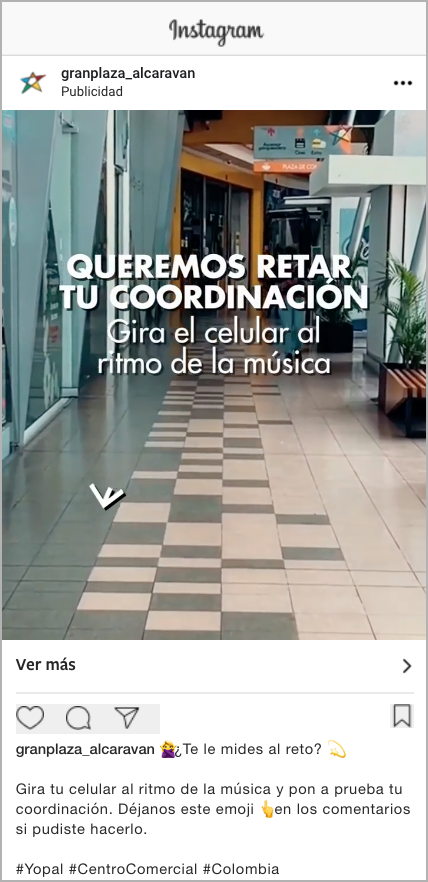 Instagram
granplaza_alcaravan
Publicidad
PLAZA DE CO
QUEREMOS RETAR
TU COORDINACIÓN
Gira el celular al
ritmo de la música
Ver más
granplaza_alcaravan 🤷‍♀️¿Te le mides al reto? 💫
Gira tu celular al ritmo de la música y pon a prueba tu
coordinación. Déjanos este emoji 👆en los comentarios
si pudiste hacerlo.
#Yopal #CentroComercial #Colombia